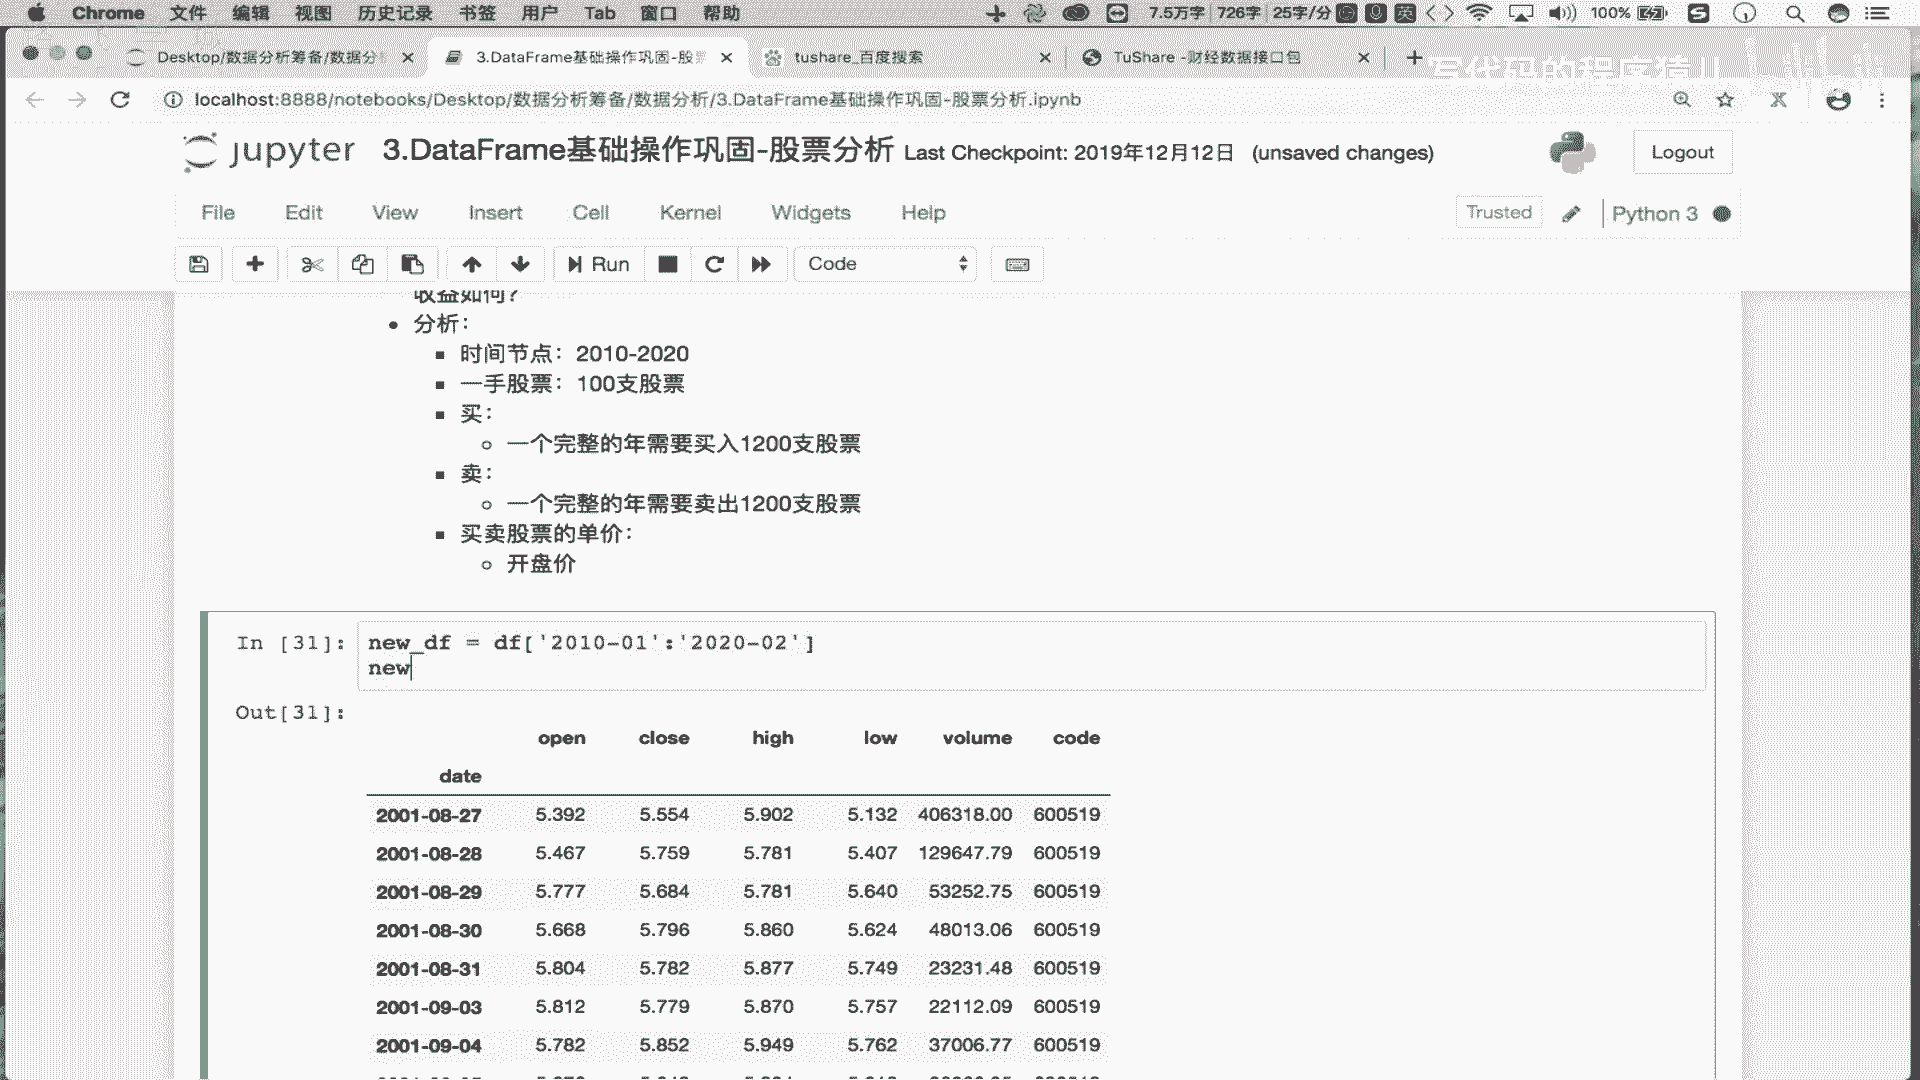 Chrome 文件 编辑 视图 历史记录 书签 用户 Tab 窗口 帮助 7.5万字 726字 25字/分 英 100%
Desktop/数据分析筹备/数据分析 3.DataFrame基础操作巩固-股票 tushare_百度搜索 TuShare -财经数据接口包
写代码的程序猿JL
localhost:8888/notebooks/Desktop/数据分析筹备/数据分析/3.DataFrame基础操作巩固-股票分析.ipynb
jupyter 3.DataFrame基础操作巩固-股票分析 Last Checkpoint: 2019年12月12日 (unsaved changes) Logout
File Edit View Insert Cell Kernel Widgets Help Trusted Python 3
Run Code
收益如何?
分析:
时间节点: 2010-2020
一手股票: 100支股票
买:
一个完整的年需要买入1200支股票
卖:
一个完整的年需要卖出1200支股票
买卖股票的单价:
开盘价
In [31]: new_df = df['2010-01':'2020-02']
new
Out[31]:
open close high low volume code
date
2001-08-27 5.392 5.554 5.902 5.132 406318.00 600519
2001-08-28 5.467 5.759 5.781 5.407 129647.79 600519
2001-08-29 5.777 5.684 5.781 5.640 53252.75 600519
2001-08-30 5.668 5.796 5.860 5.624 48013.06 600519
2001-08-31 5.804 5.782 5.877 5.749 23231.48 600519
2001-09-03 5.812 5.779 5.870 5.757 22112.09 600519
2001-09-04 5.782 5.852 5.949 5.762 37006.77 600519